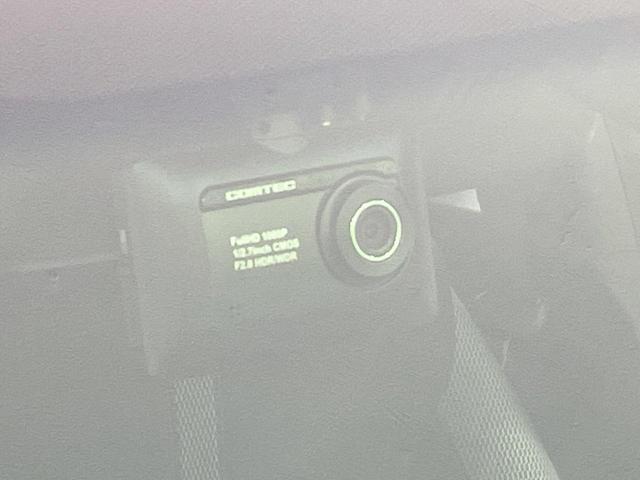 COMTEC
FullHD 1080P
1/2.7inch CMOS
F2.0 HDR/WDR